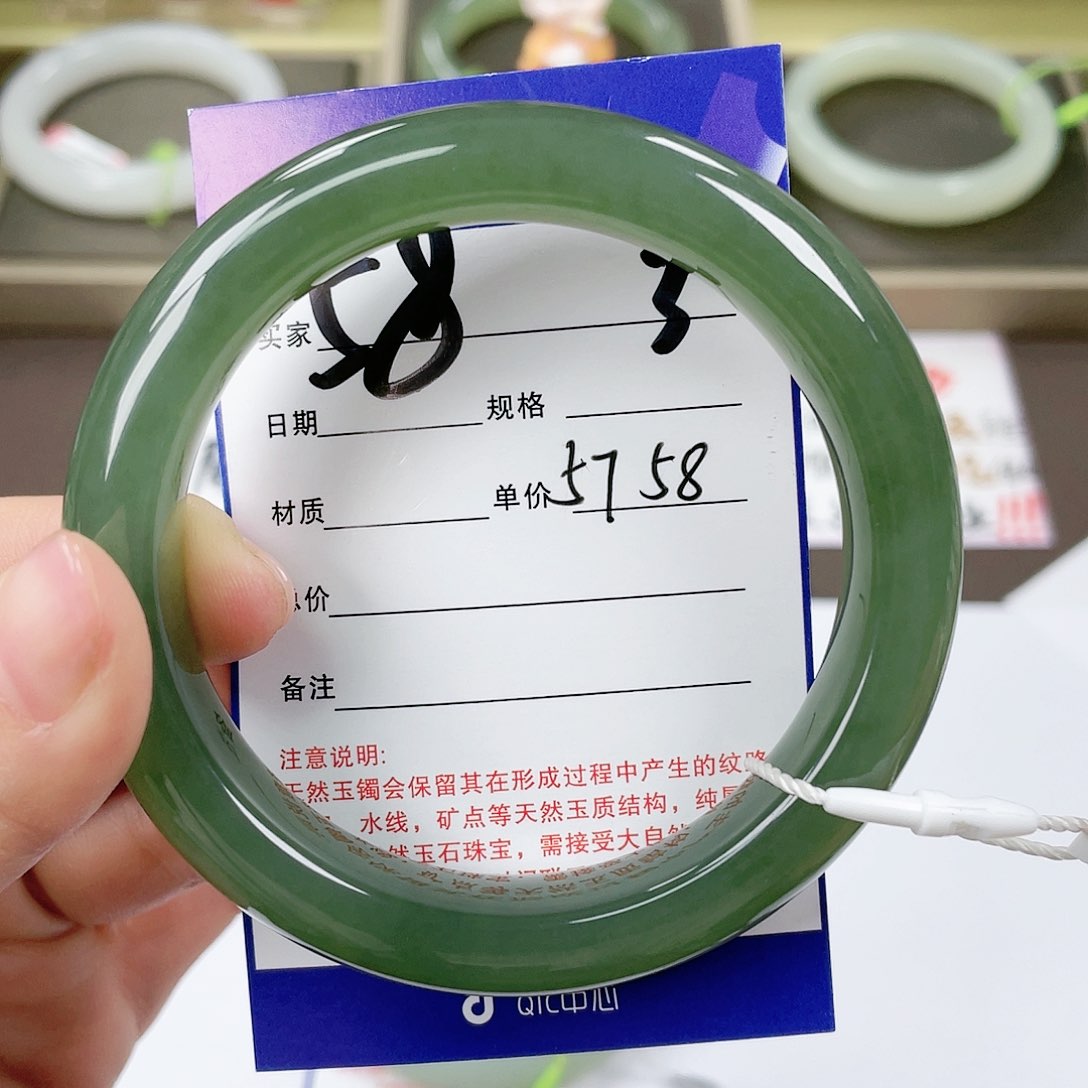 卖家 58 3
日期 规格
材质 单价 57 58
总价
备注
注意说明:
天然玉镯会保留其在形成过程中产生的纹路
水线，矿点等天然玉质结构，纯
然玉石珠宝，需接受大自然
QIC中心